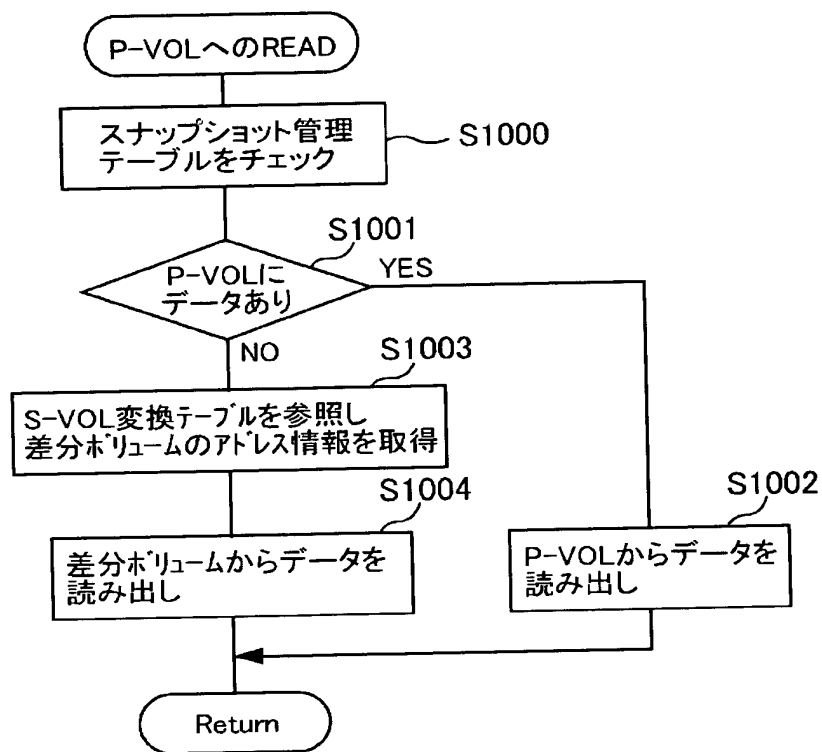 P-VOLへのREAD
スナップショット管理
テーブルをチェック
S1000
S1001
P-VOLに
データあり
YES
NO
S1003
S-VOL変換テーブルを参照し
差分ボリュームのアドレス情報を取得
S1004
差分ボリュームからデータを
読み出し
S1002
P-VOLからデータを
読み出し
Return